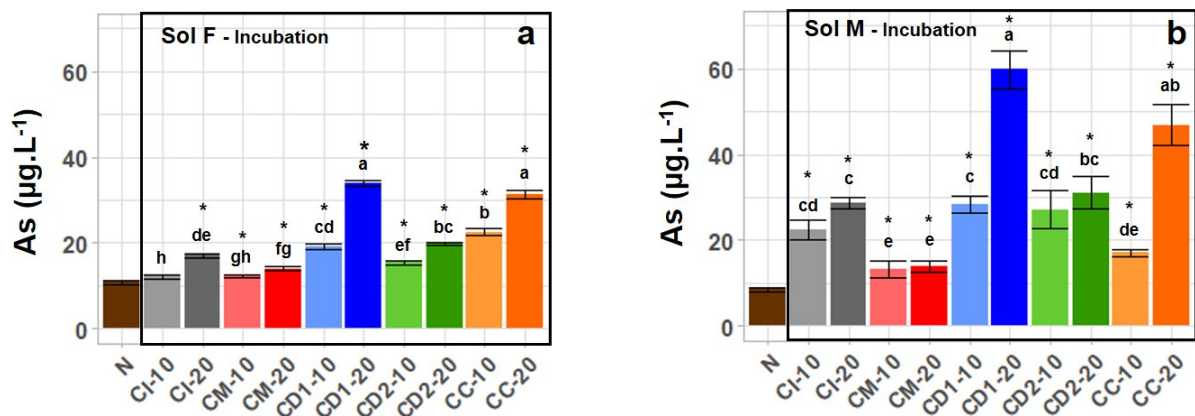 Sol F - Incubation
a
As (µg.L⁻¹)
60
40
20
0
* * * * * * * * *
h de gh fg cd a ef bc b a
N CI-10 CI-20 CM-10 CM-20 CD1-10 CD1-20 CD2-10 CD2-20 CC-10 CC-20
Sol M - Incubation
b
As (µg.L⁻¹)
60
40
20
0
* * * * * * * * * *
cd c e e c a cd bc de ab
N CI-10 CI-20 CM-10 CM-20 CD1-10 CD1-20 CD2-10 CD2-20 CC-10 CC-20